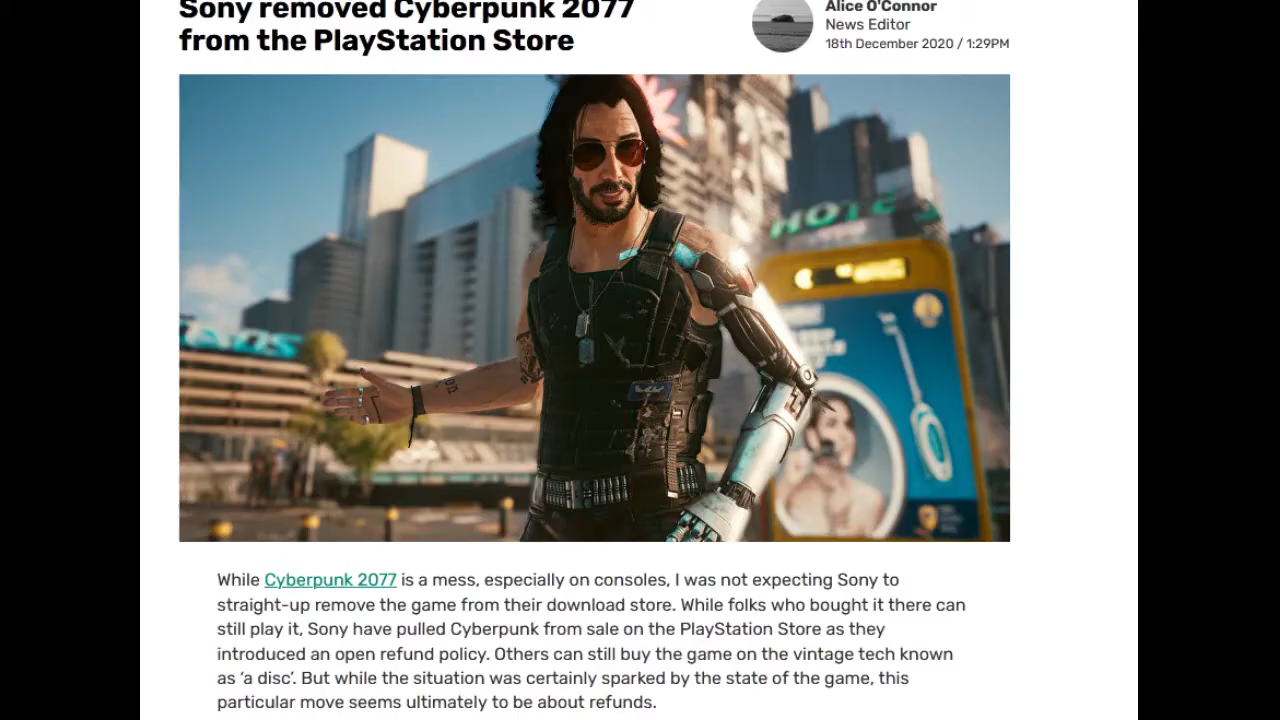 Sony removed Cyberpunk 2077
from the PlayStation Store
Alice O'Connor
News Editor
18th December 2020 / 1:29PM
HOTE
While Cyberpunk 2077 is a mess, especially on consoles, I was not expecting Sony to
straight-up remove the game from their download store. While folks who bought it there can
still play it, Sony have pulled Cyberpunk from sale on the PlayStation Store as they
introduced an open refund policy. Others can still buy the game on the vintage tech known
as ‘a disc’. But while the situation was certainly sparked by the state of the game, this
particular move seems ultimately to be about refunds.